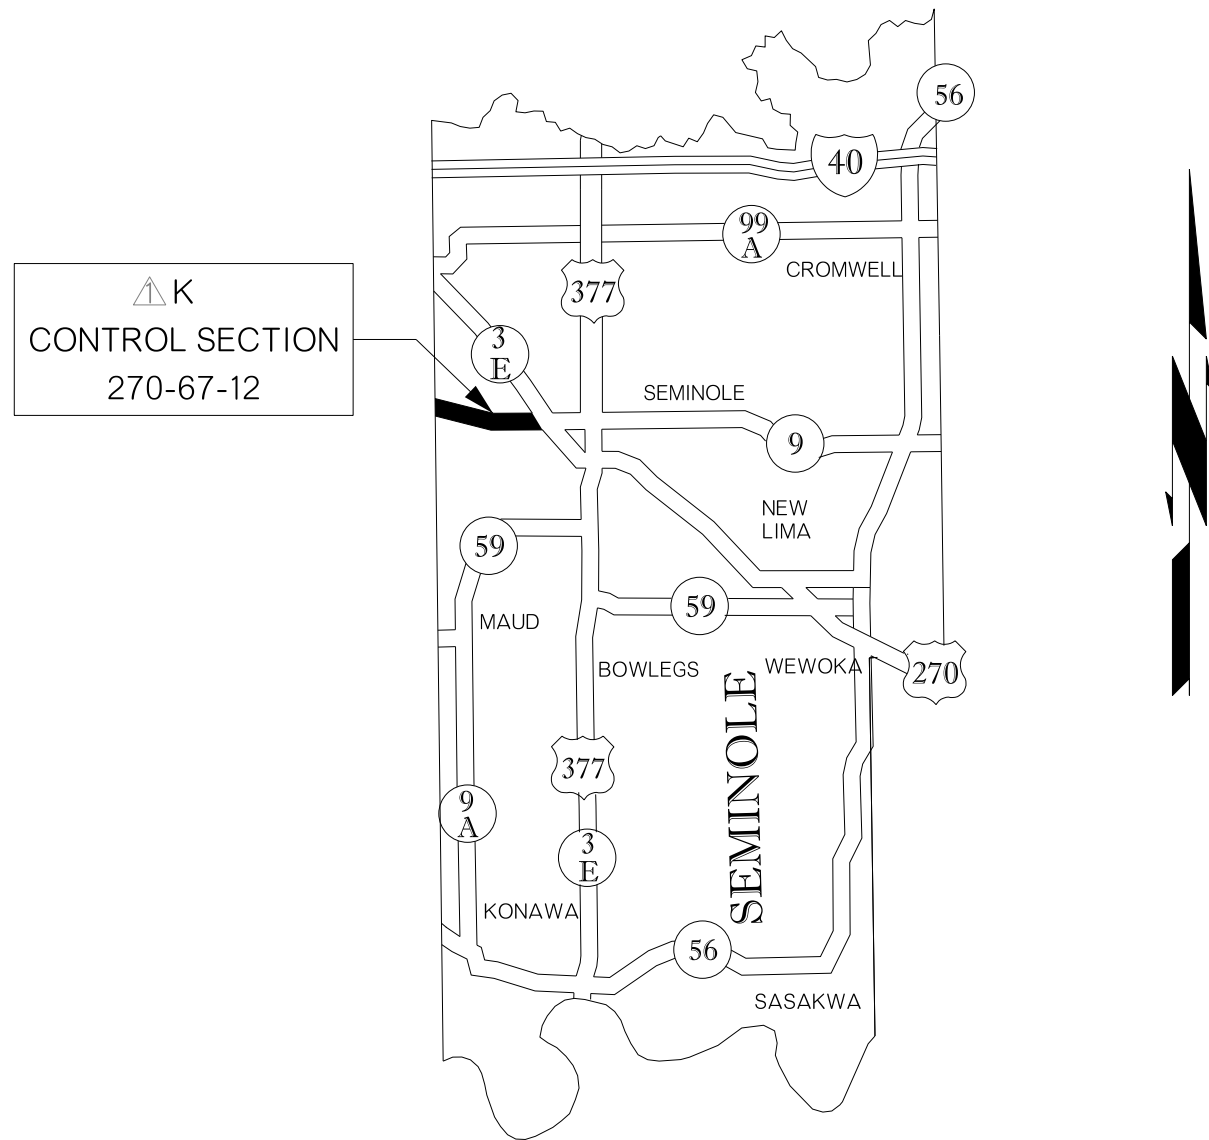 56
40
99
A
CROMWELL
377
1 K
CONTROL SECTION
270-67-12
3
E
SEMINOLE
9
NEW
LIMA
59
59
MAUD
BOWLEGS
WEWOKA
270
SEMINOLE
377
9
A
3
E
KONAWA
56
SASAKWA